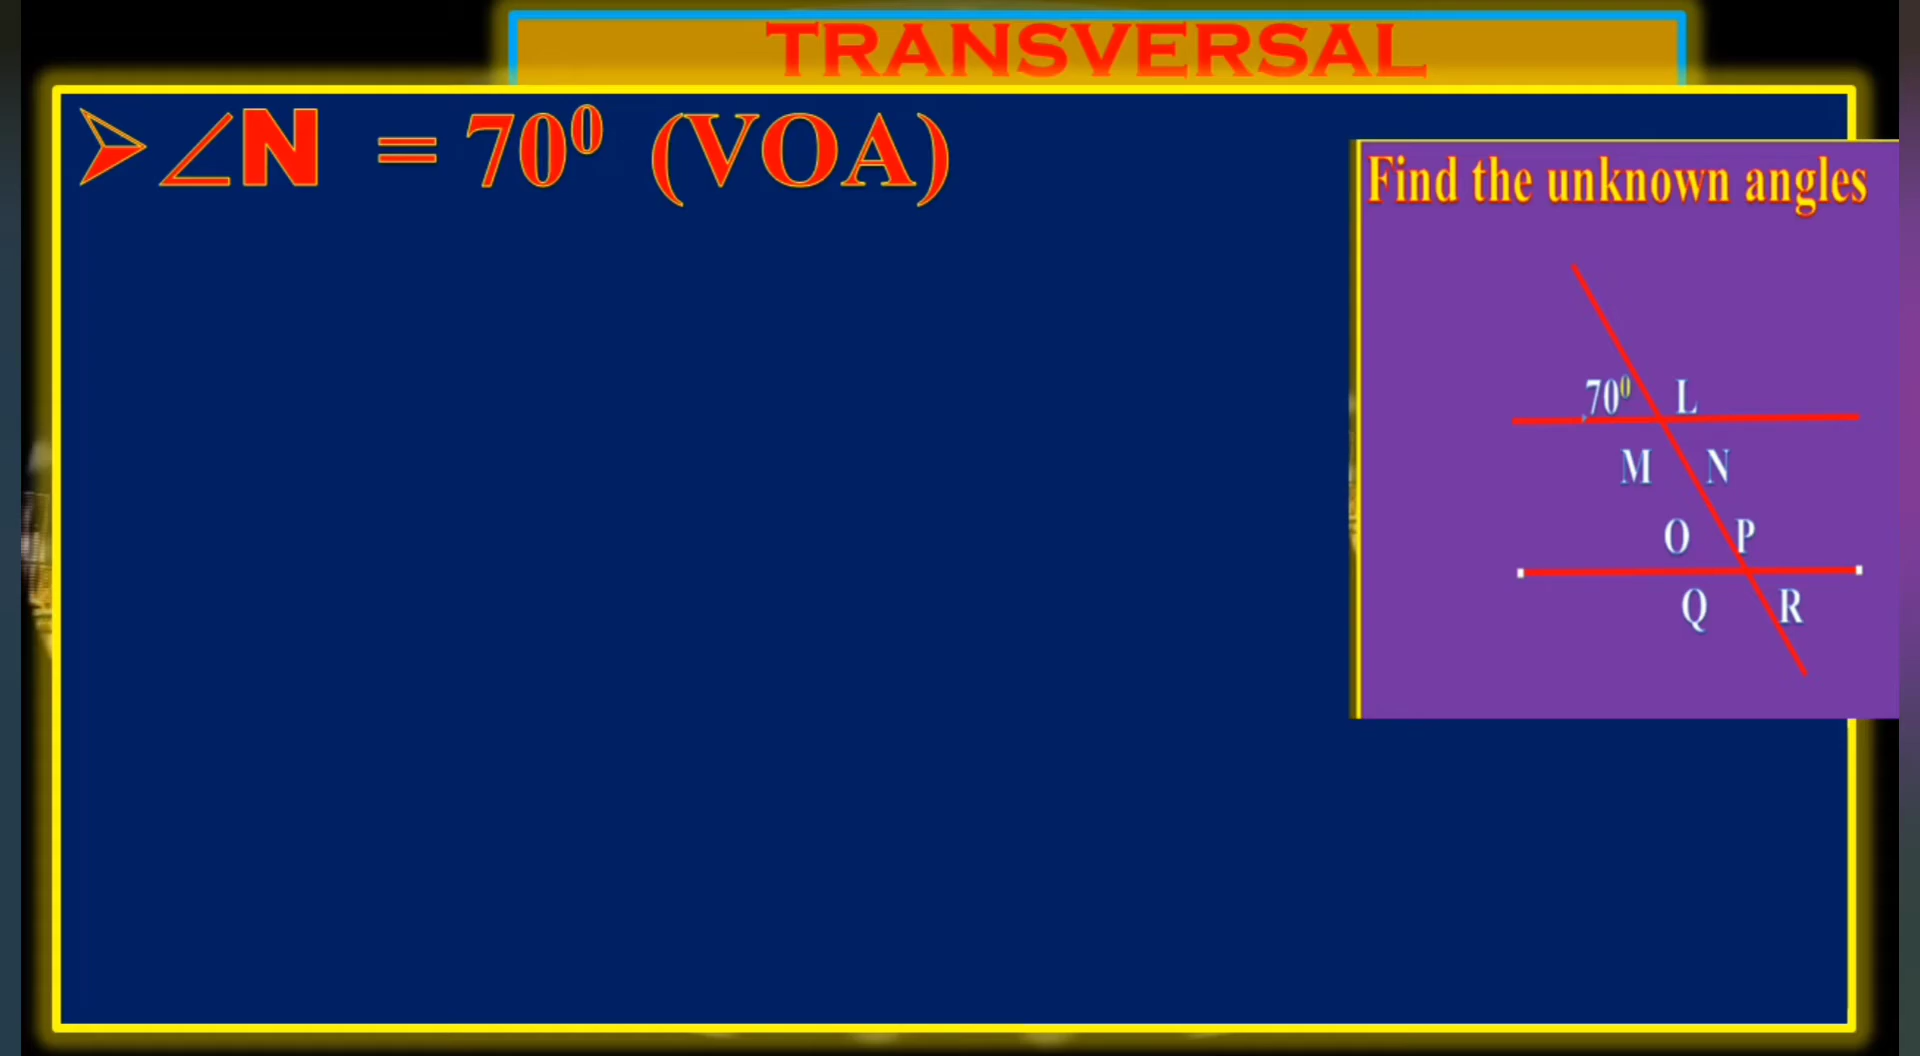 TRANSVERSAL
∠N = 70⁰ (VOA)
Find the unknown angles
70⁰ L
M N
O P
Q R